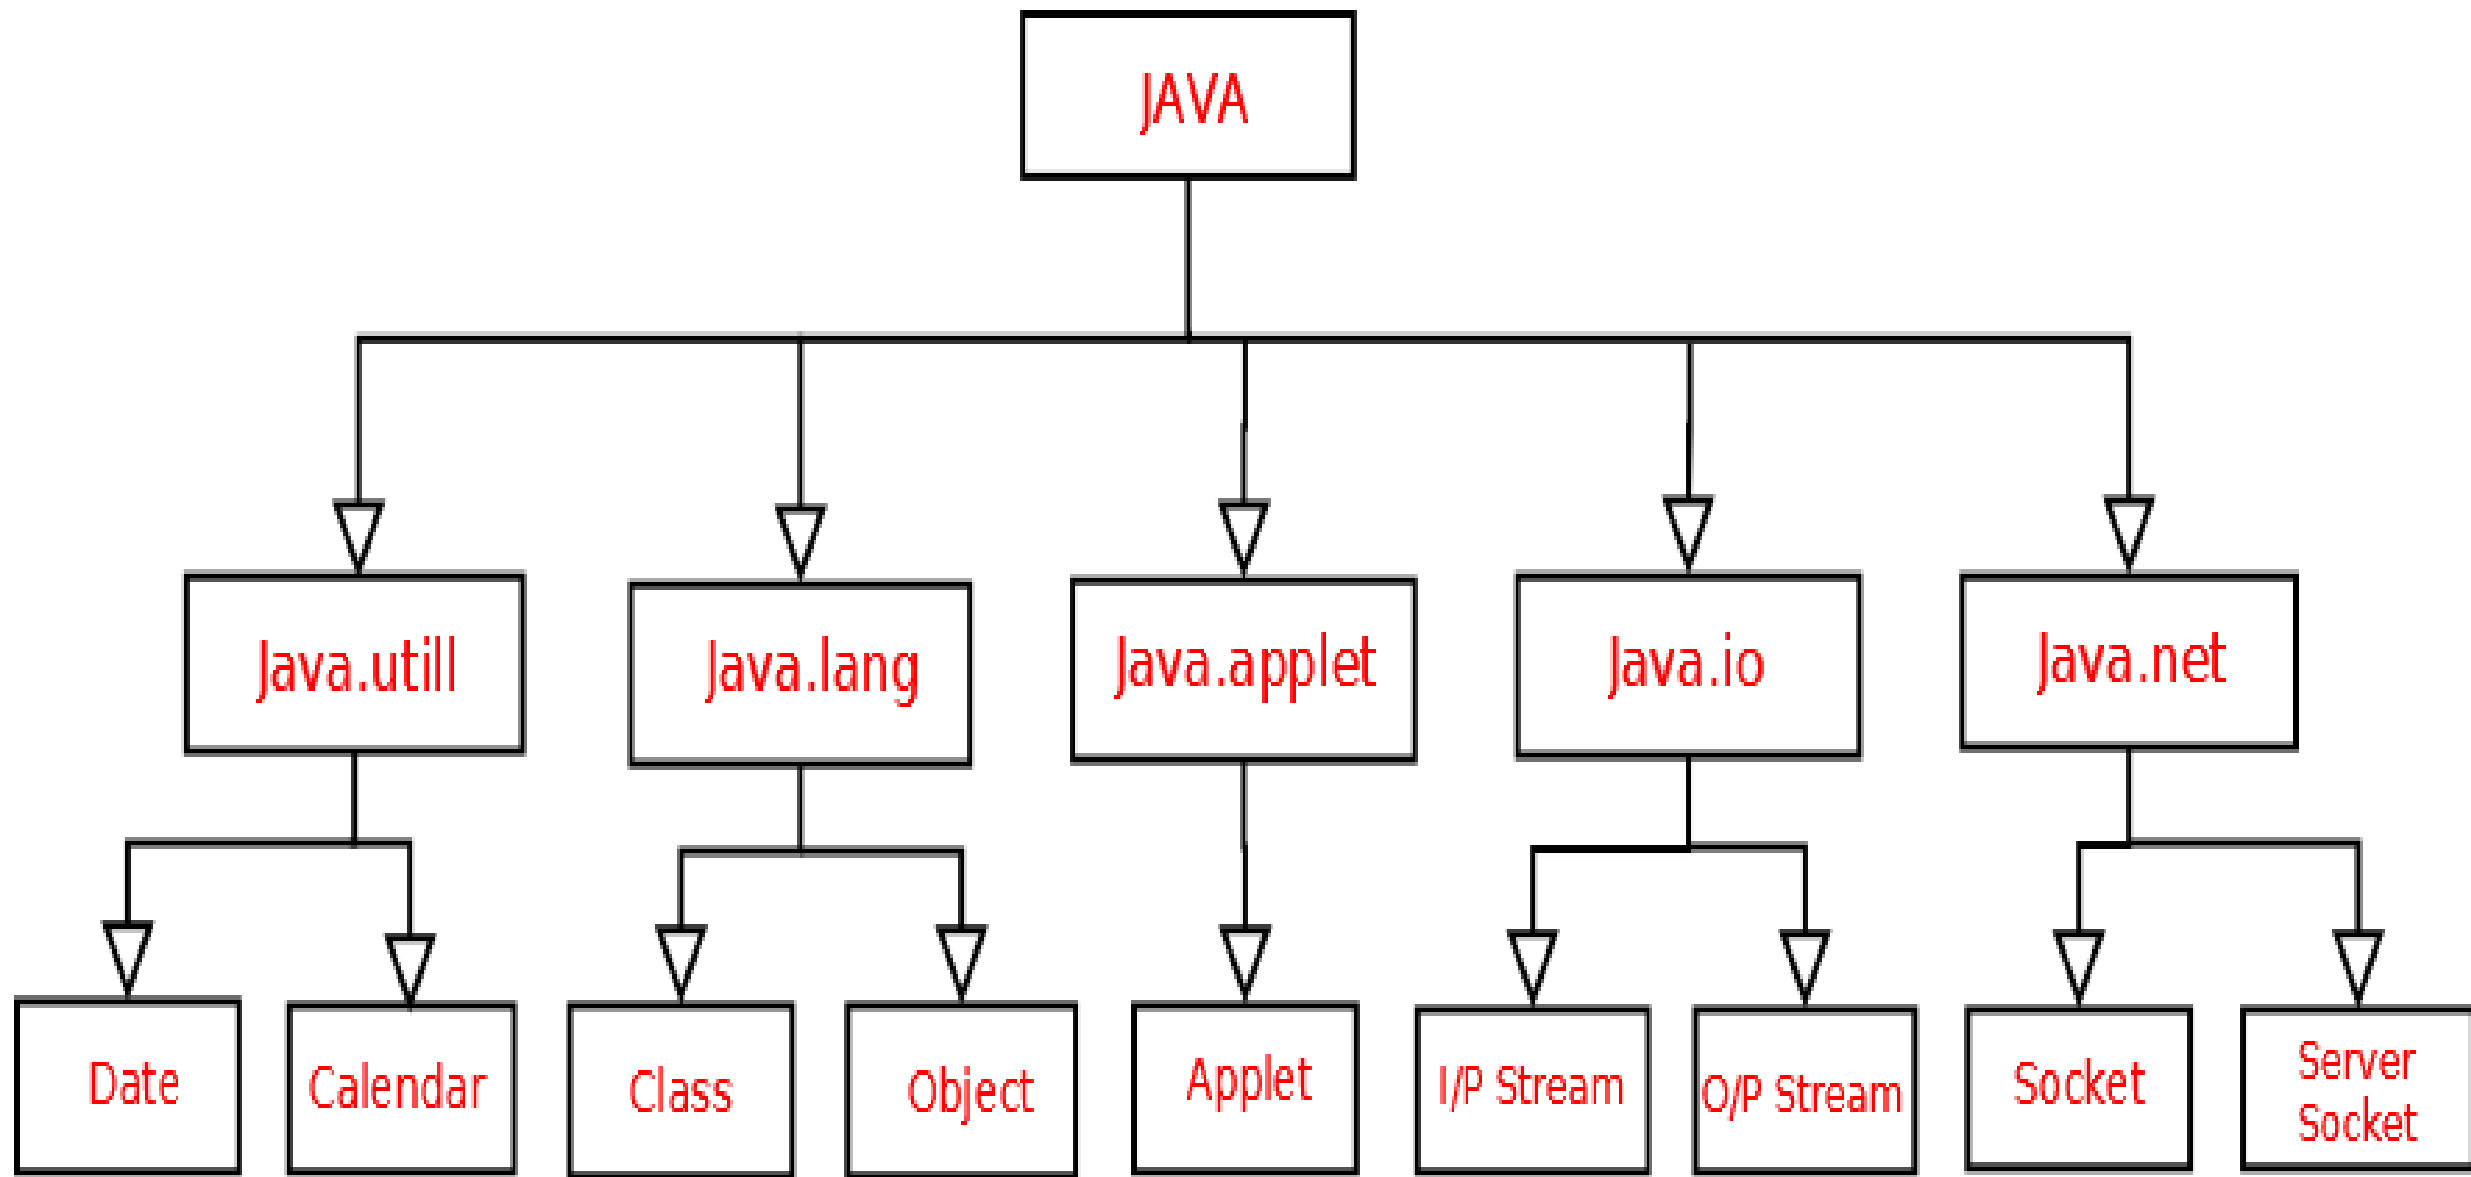 JAVA
Java.utill
Java.lang
Java.applet
Java.io
Java.net
Date
Calendar
Class
Object
Applet
I/P Stream
O/P Stream
Socket
Server
Socket